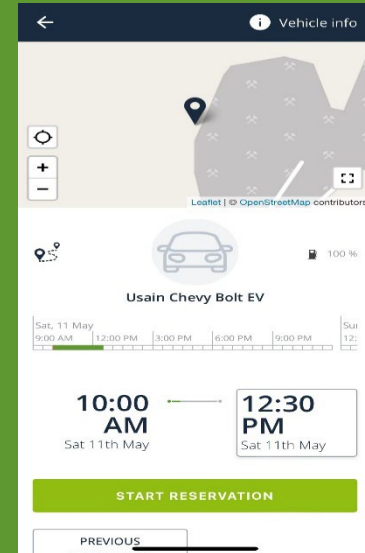 Vehicle info
+
−
Leaflet | © OpenStreetMap contributors
100 %
Usain Chevy Bolt EV
Sat, 11 May
Sun
9:00 AM 12:00 PM 3:00 PM 6:00 PM 9:00 PM 12:
10:00 AM
12:30 PM
Sat 11th May
Sat 11th May
START RESERVATION
PREVIOUS